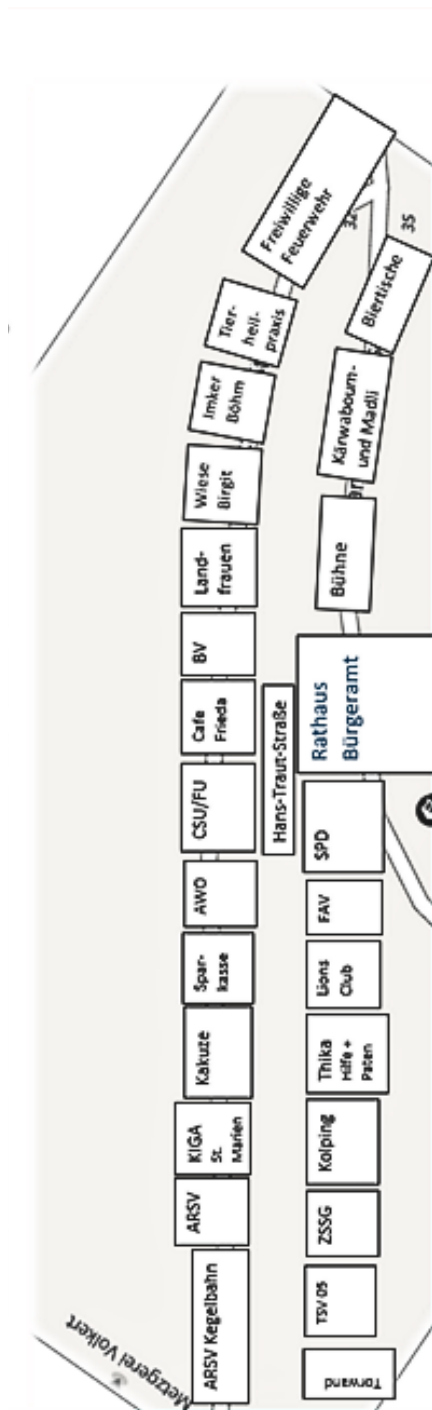 Freiwillige
Feuerwehr
32
35
Tier-
heil-
praxis
Biertische
Imker
Böhm
Kärwaboum-
und Madli
Wiese
Birgit
Bühne
Land-
frauen
BV
Rathaus
Bürgeramt
Cafe
Frieda
Hans-Traut-Straße
CSU/FU
SPD
AWO
FAV
Spar-
kasse
Lions
Club
Kakuze
Thika
Hilfe +
Paten
KIGA
St.
Marien
Kolping
ARSV
ZSSG
ARSV Kegelbahn
TSV 05
Torwand
Metzgerei Volkert